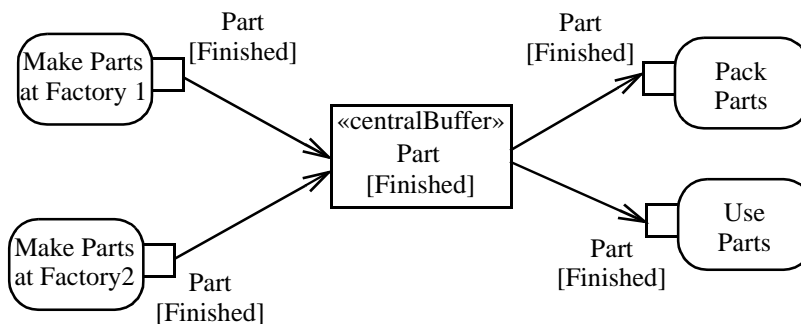 Part
[Finished]
Make Parts
at Factory 1
Part
[Finished]
Pack
Parts
«centralBuffer»
Part
[Finished]
Make Parts
at Factory2
Part
[Finished]
Use
Parts
Part
[Finished]